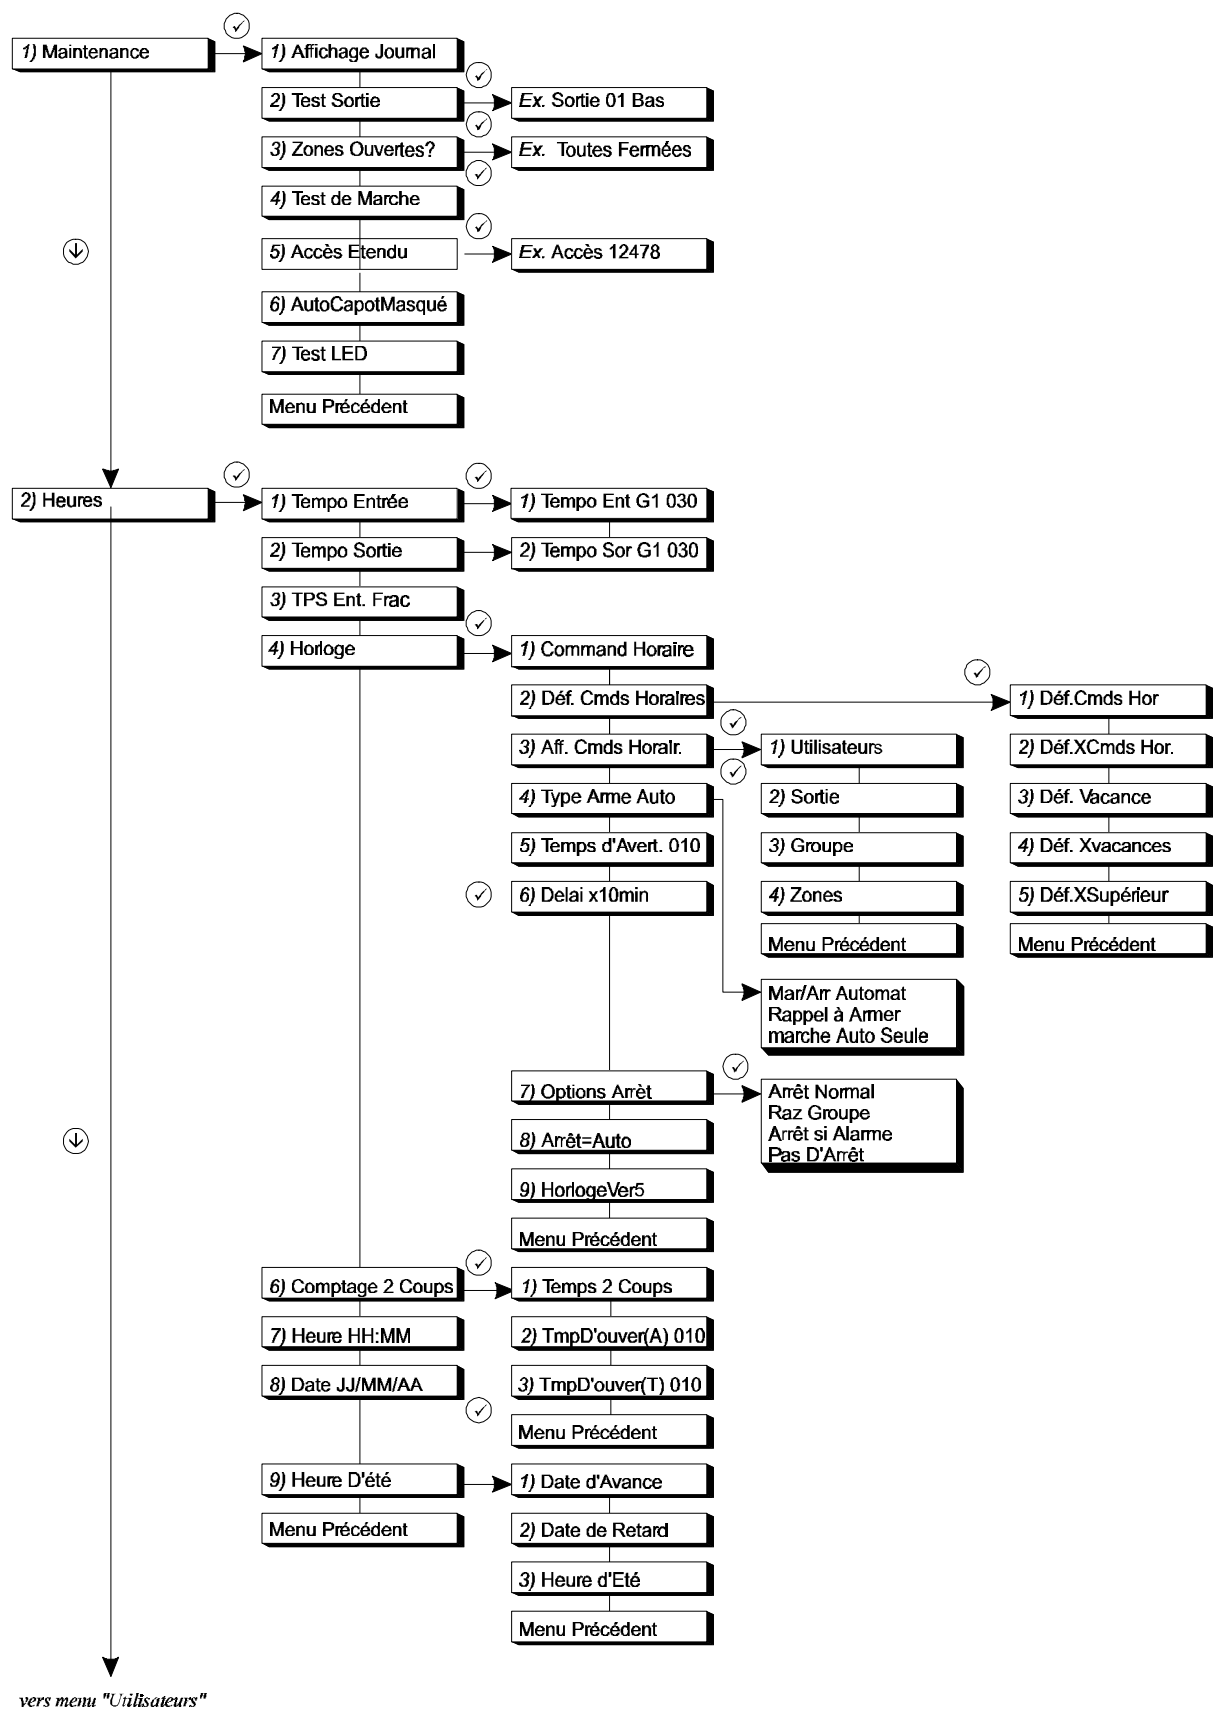 1) Maintenance
1) Affichage Journal
2) Test Sortie
Ex. Sortie 01 Bas
3) Zones Ouvertes?
Ex. Toutes Fermées
4) Test de Marche
5) Accès Etendu
Ex. Accès 12478
6) AutoCapotMasqué
7) Test LED
Menu Précédent
2) Heures
1) Tempo Entrée
1) Tempo Ent G1 030
2) Tempo Sortie
2) Tempo Sor G1 030
3) TPS Ent. Frac
4) Horloge
1) Command Horaire
2) Déf. Cmds Horaires
1) Déf.Cmds Hor
2) Déf.XCmds Hor.
3) Déf. Vacance
4) Déf. Xvacances
5) Déf.XSupérieur
Menu Précédent
3) Aff. Cmds Horair.
1) Utilisateurs
2) Sortie
3) Groupe
4) Zones
Menu Précédent
4) Type Arme Auto
Mar/Arr Automat
Rappel à Armer
marche Auto Seule
5) Temps d'Avert. 010
6) Delai x10min
7) Options Arrèt
Arrêt Normal
Raz Groupe
Arrêt si Alarme
Pas D'Arrêt
8) Arrêt=Auto
9) HorlogeVer5
Menu Précédent
6) Comptage 2 Coups
1) Temps 2 Coups
7) Heure HH:MM
2) TmpD'ouver(A) 010
8) Date JJ/MM/AA
3) TmpD'ouver(T) 010
Menu Précédent
9) Heure D'été
1) Date d'Avance
Menu Précédent
2) Date de Retard
3) Heure d'Eté
Menu Précédent
vers menu "Utilisateurs"